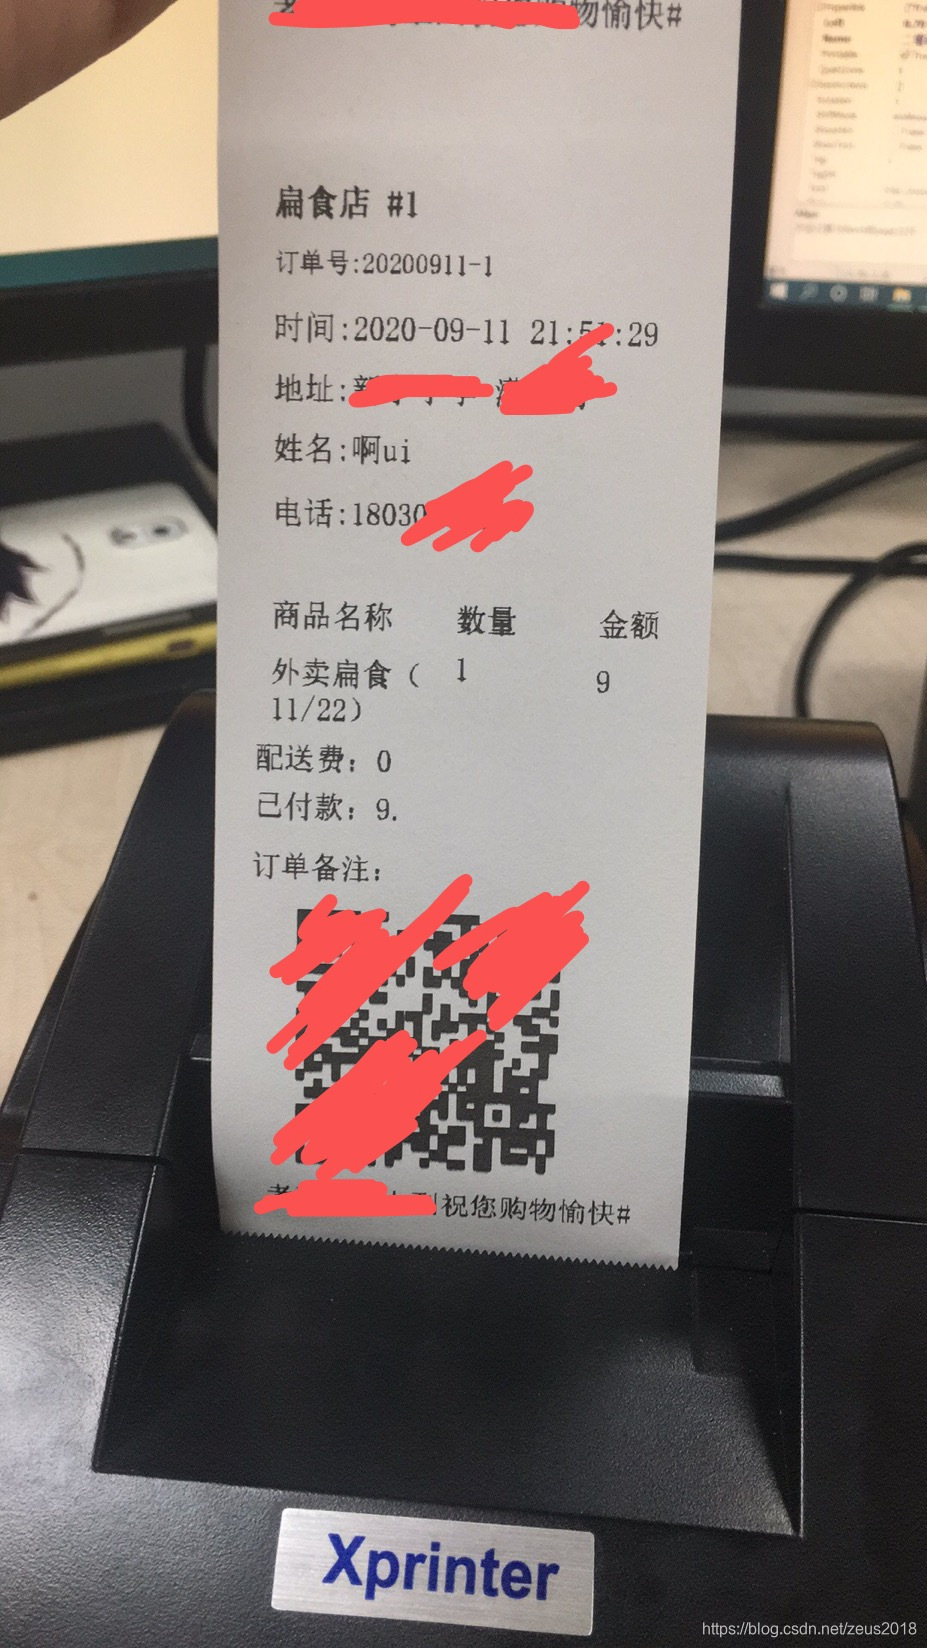 物愉快#
扁食店 #1
订单号:20200911-1
时间:2020-09-11 21:51:29
地址:
姓名:啊ui
电话:18030
商品名称 数量 金额
外卖扁食（ 1 9
11/22）
配送费: 0
已付款: 9.
订单备注:
祝您购物愉快#
Xprinter
https://blog.csdn.net/zeus2018